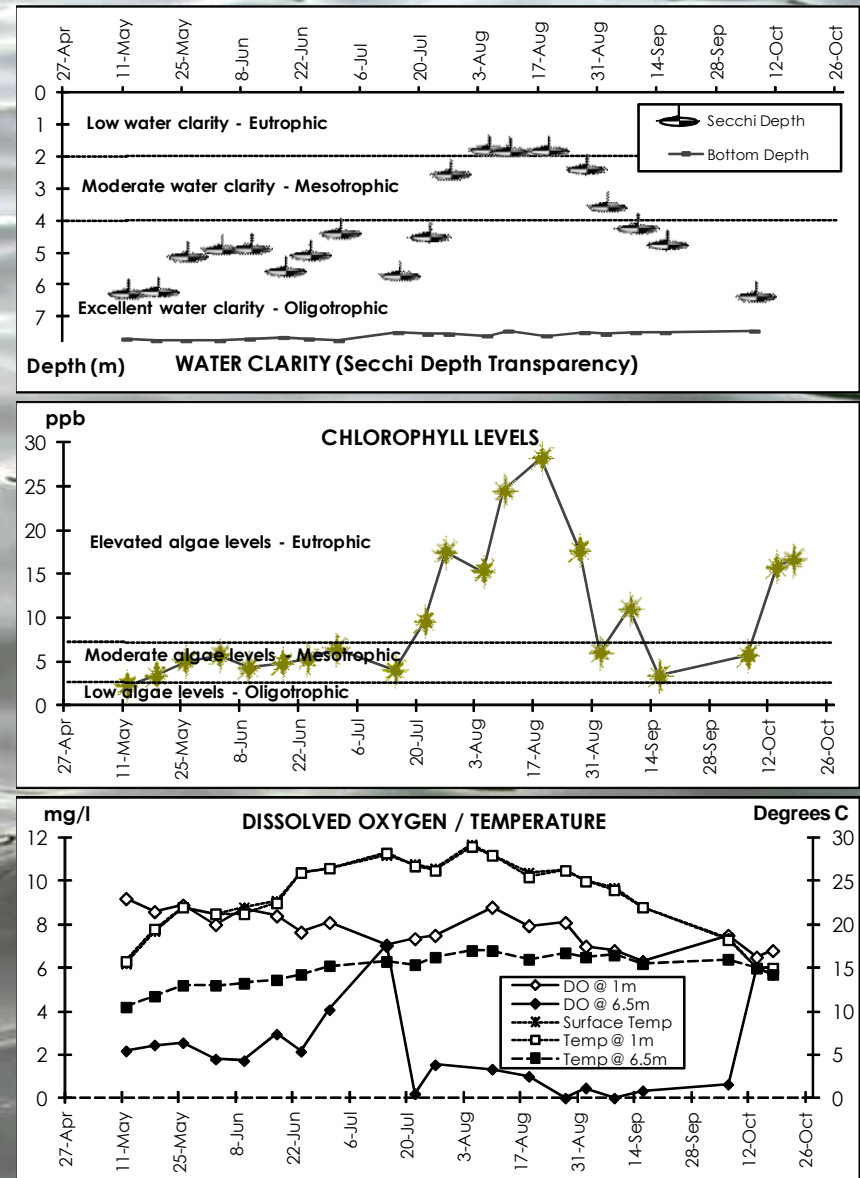 27-Apr 11-May 25-May 8-Jun 22-Jun 6-Jul 20-Jul 3-Aug 17-Aug 31-Aug 14-Sep 28-Sep 12-Oct 26-Oct
0
1
2
3
4
5
6
7
Low water clarity - Eutrophic
Secchi Depth
Bottom Depth
Moderate water clarity - Mesotrophic
Excellent water clarity - Oligotrophic
Depth (m)
WATER CLARITY (Secchi Depth Transparency)
ppb
CHLOROPHYLL LEVELS
30
25
20
15
10
5
0
Elevated algae levels - Eutrophic
Moderate algae levels - Mesotrophic
Low algae levels - Oligotrophic
27-Apr 11-May 25-May 8-Jun 22-Jun 6-Jul 20-Jul 3-Aug 17-Aug 31-Aug 14-Sep 28-Sep 12-Oct 26-Oct
mg/l
Degrees C
DISSOLVED OXYGEN / TEMPERATURE
12
10
8
6
4
2
0
30
25
20
15
10
5
0
DO @ 1m
DO @ 6.5m
Surface Temp
Temp @ 1m
Temp @ 6.5m
27-Apr 11-May 25-May 8-Jun 22-Jun 6-Jul 20-Jul 3-Aug 17-Aug 31-Aug 14-Sep 28-Sep 12-Oct 26-Oct